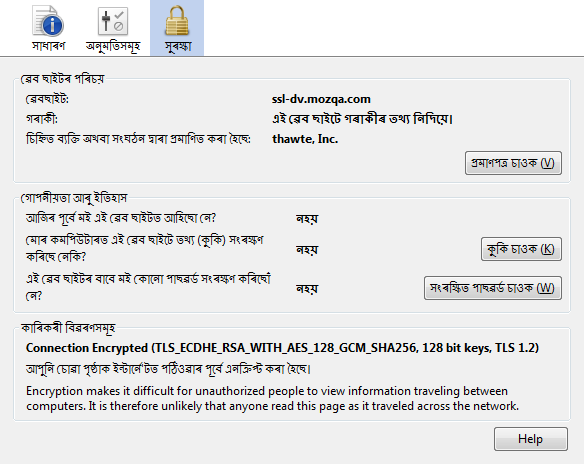 সাধাৰণ অনুমতিসমূহ সুৰক্ষা
ৱেব ছাইটৰ পৰিচয়
ৱেবছাইট: ssl-dv.mozqa.com
গৰাকী: এই ৱেব ছাইটে গৰাকীৰ তথ্য নিদিয়ে।
চিহ্নিত ব্যক্তি অথবা সংঘঠন দ্বাৰা প্ৰমাণিত কৰা হৈছে: thawte, Inc.
প্ৰমাণপত্ৰ চাওক (V)
গোপনীয়তা আৰু ইতিহাস
আজিৰ পূৰ্বে মই এই ৱেব ছাইটত আহিছো নে? নহয়
মোৰ কমপিউটাৰত এই ৱেব ছাইটে তথ্য (কুকি) সংৰক্ষণ
কৰিছে নেকি? নহয় কুকি চাওক (K)
এই ৱেব ছাইটৰ বাবে মই কোনো পাছৱৰ্ড সংৰক্ষণ কৰিছোঁ
নে? নহয় সংৰক্ষিত পাছৱৰ্ড চাওক (W)
কাৰিকৰী বিৱৰণসমূহ
Connection Encrypted (TLS_ECDHE_RSA_WITH_AES_128_GCM_SHA256, 128 bit keys, TLS 1.2)
আপুনি চোৱা পৃষ্ঠাক ইন্টাৰ্নেটত পঠিওৱাৰ পূৰ্বে এনক্ৰিপ্ট কৰা হৈছে।
Encryption makes it difficult for unauthorized people to view information traveling between
computers. It is therefore unlikely that anyone read this page as it traveled across the network.
Help